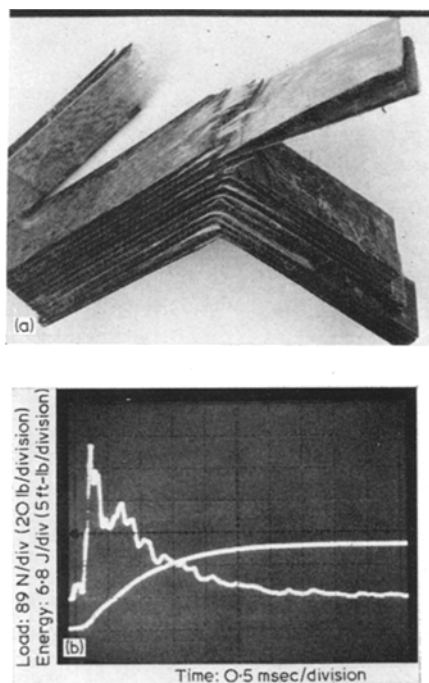 (a)
Load: 89 N/div (20 lb/division)
Energy: 6·8 J/div (5 ft-lb/division)
(b)
Time: 0·5 msec/division